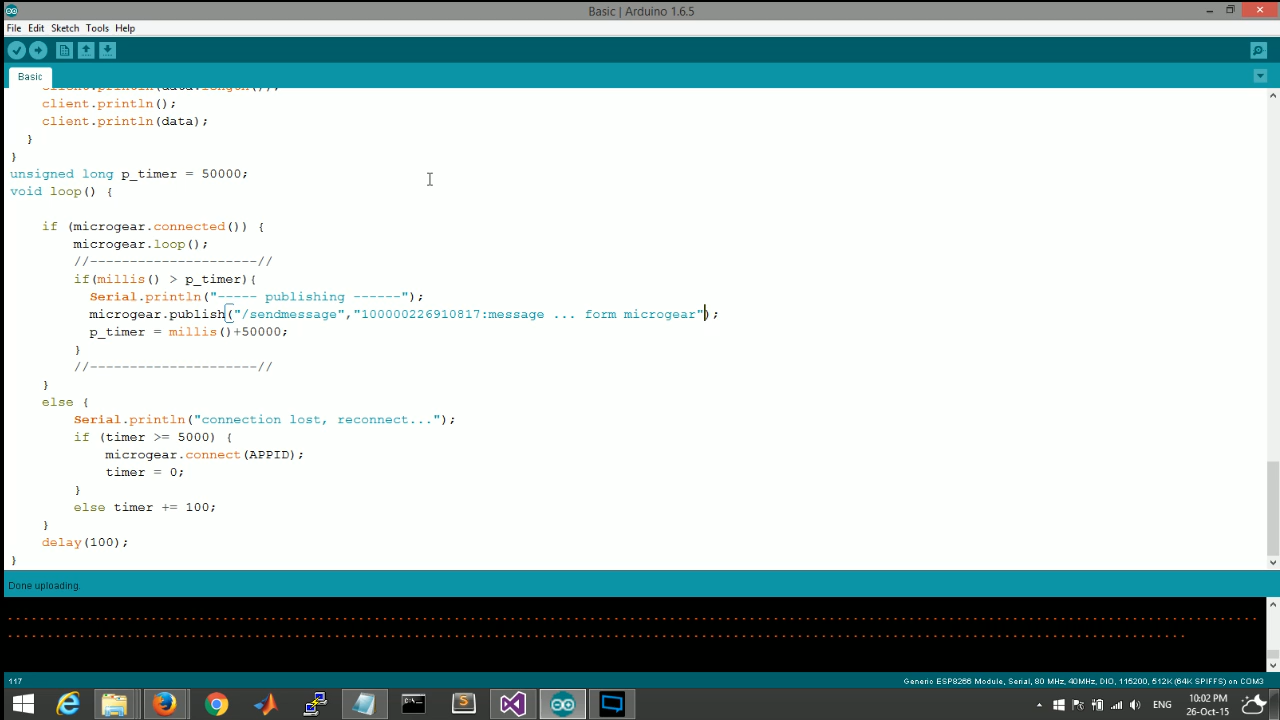 Basic | Arduino 1.6.5
File Edit Sketch Tools Help
Basic
client.println(data.length());
client.println();
client.println(data);
}
}
unsigned long p_timer = 50000;
void loop() {
if (microgear.connected()) {
microgear.loop();
//---------------------//
if(millis() > p_timer){
Serial.println("----- publishing ------");
microgear.publish("/sendmessage","100000226910817:message ... form microgear");
p_timer = millis()+50000;
}
//---------------------//
}
else {
Serial.println("connection lost, reconnect...");
if (timer >= 5000) {
microgear.connect(APPID);
timer = 0;
}
else timer += 100;
}
delay(100);
}
Done uploading.
117
Generic ESP8266 Module, Serial, 80 MHz, 40MHz, DIO, 115200, 512K (64K SPIFFS) on COM3
ENG
10:02 PM
26-Oct-15